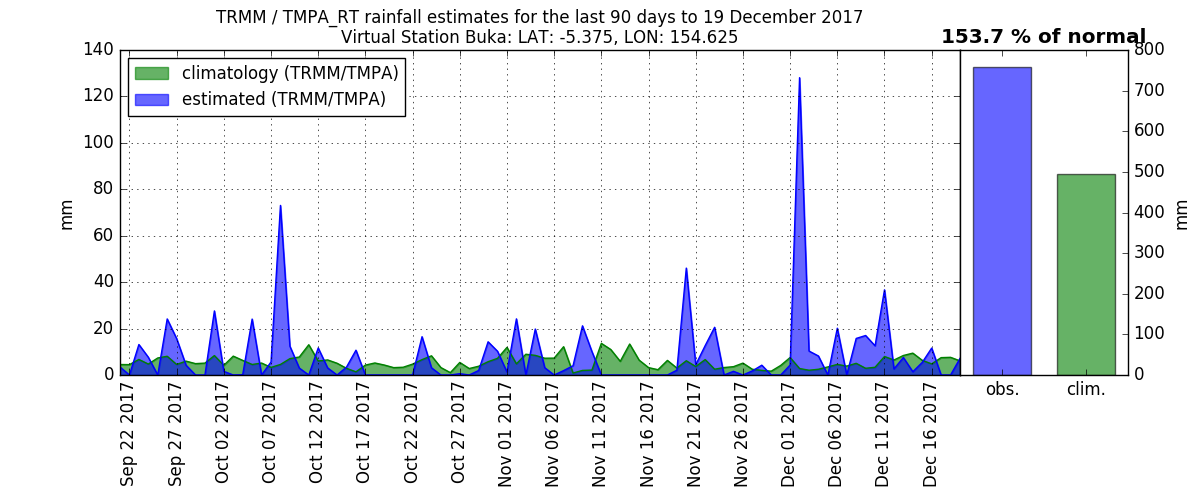 TRMM / TMPA_RT rainfall estimates for the last 90 days to 19 December 2017
Virtual Station Buka: LAT: -5.375, LON: 154.625
153.7 % of normal
climatology (TRMM/TMPA)
estimated (TRMM/TMPA)
140
120
100
80
60
40
20
0
mm
Sep 22 2017
Sep 27 2017
Oct 02 2017
Oct 07 2017
Oct 12 2017
Oct 17 2017
Oct 22 2017
Oct 27 2017
Nov 01 2017
Nov 06 2017
Nov 11 2017
Nov 16 2017
Nov 21 2017
Nov 26 2017
Dec 01 2017
Dec 06 2017
Dec 11 2017
Dec 16 2017
800
700
600
500
400
300
200
100
0
mm
obs.
clim.